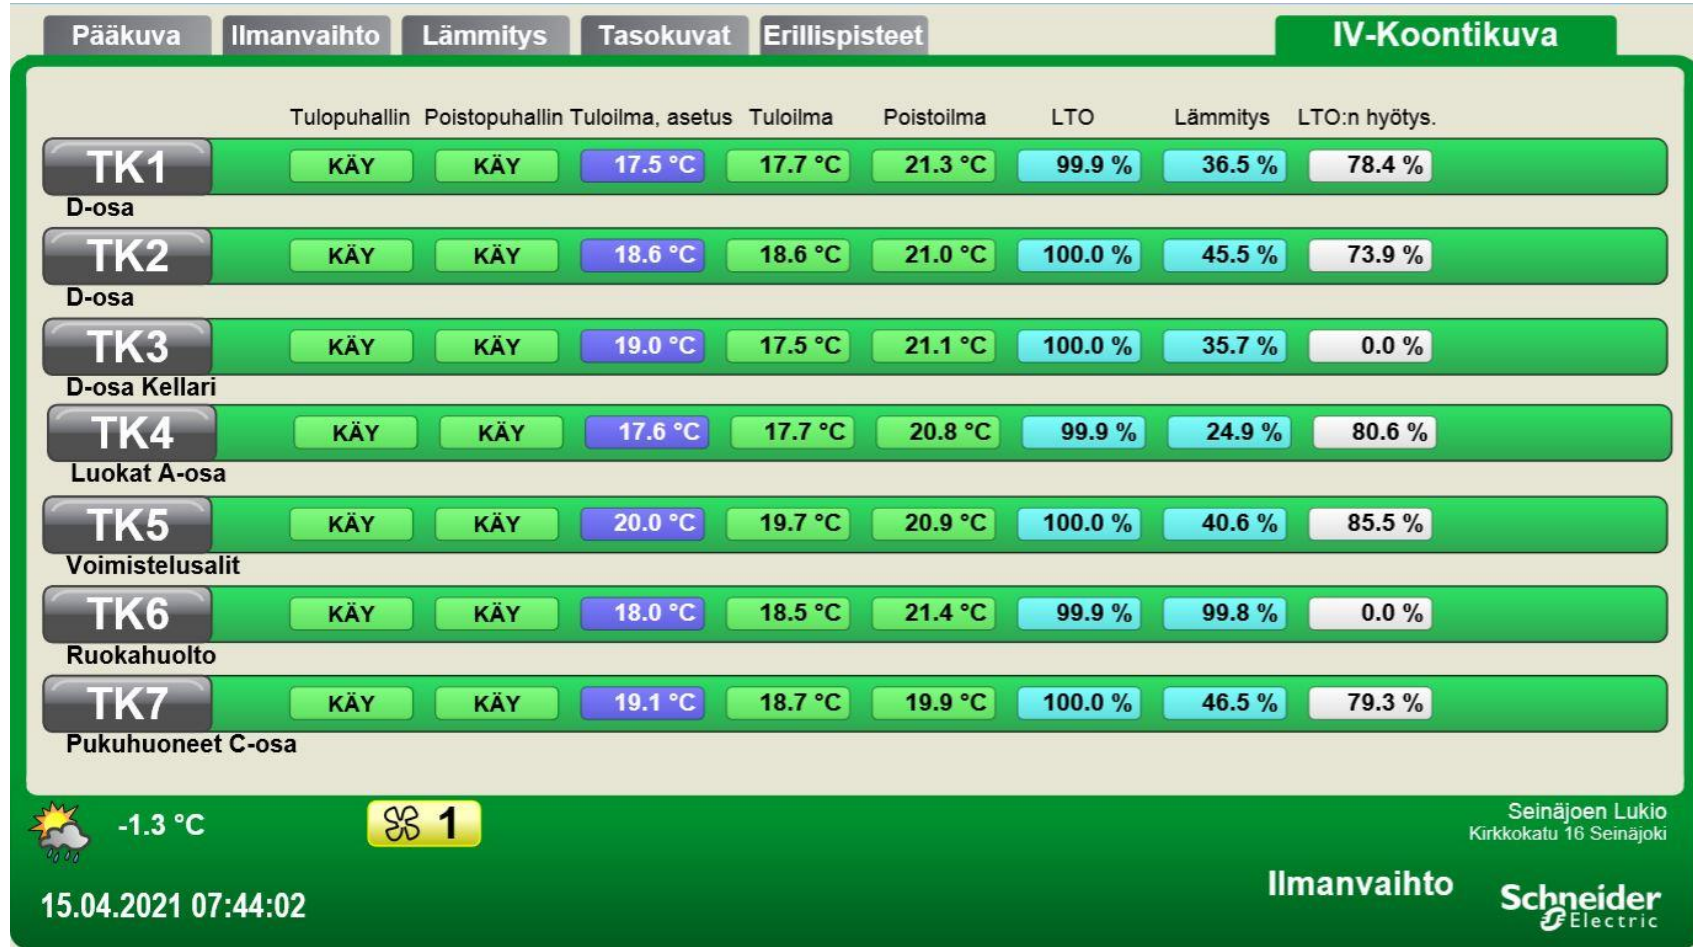 Pääkuva Ilmanvaihto Lämmitys Tasokuvat Erillispisteet IV-Koontikuva
Tulopuhallin Poistopuhallin Tuloilma, asetus Tuloilma Poistoilma LTO Lämmitys LTO:n hyötys.
TK1 KÄY KÄY 17.5 °C 17.7 °C 21.3 °C 99.9 % 36.5 % 78.4 %
D-osa
TK2 KÄY KÄY 18.6 °C 18.6 °C 21.0 °C 100.0 % 45.5 % 73.9 %
D-osa
TK3 KÄY KÄY 19.0 °C 17.5 °C 21.1 °C 100.0 % 35.7 % 0.0 %
D-osa Kellari
TK4 KÄY KÄY 17.6 °C 17.7 °C 20.8 °C 99.9 % 24.9 % 80.6 %
Luokat A-osa
TK5 KÄY KÄY 20.0 °C 19.7 °C 20.9 °C 100.0 % 40.6 % 85.5 %
Voimistelusalit
TK6 KÄY KÄY 18.0 °C 18.5 °C 21.4 °C 99.9 % 99.8 % 0.0 %
Ruokahuolto
TK7 KÄY KÄY 19.1 °C 18.7 °C 19.9 °C 100.0 % 46.5 % 79.3 %
Pukuhuoneet C-osa
-1.3 °C 1
Seinäjoen Lukio
Kirkkokatu 16 Seinäjoki
15.04.2021 07:44:02
Ilmanvaihto
Schneider
Electric